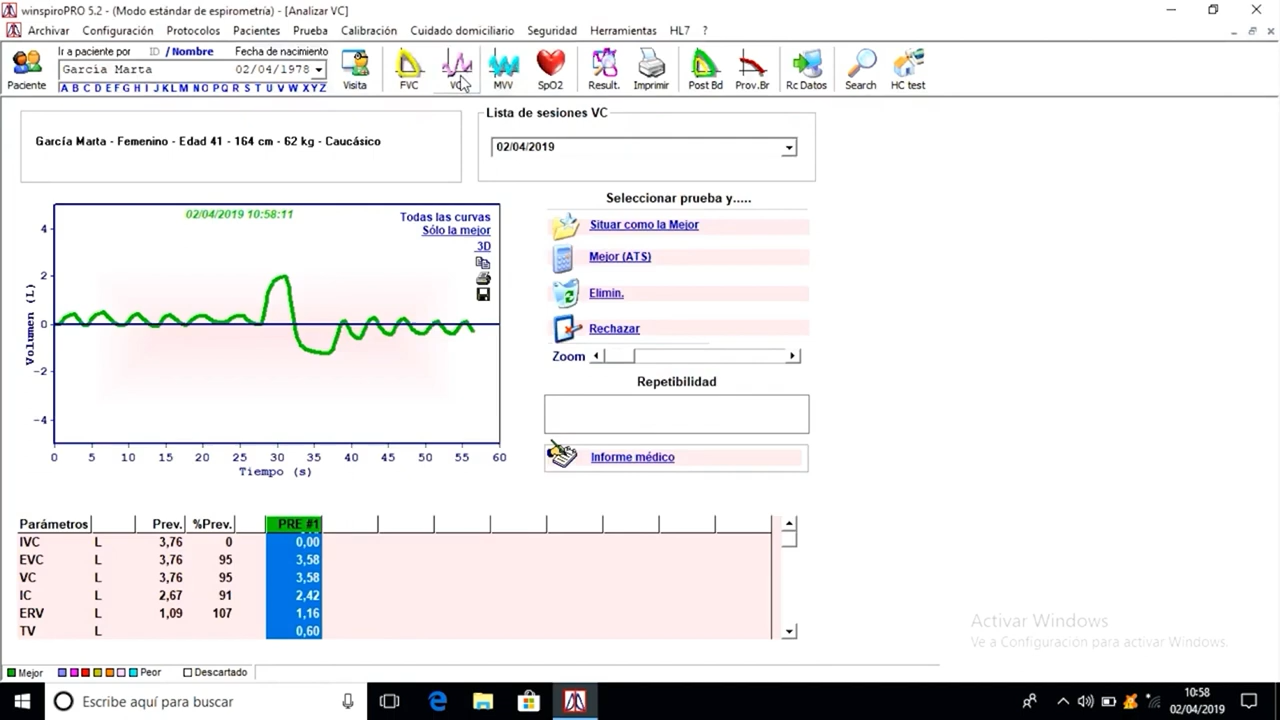 winspiroPRO 5.2 - (Modo estándar de espirometría) - [Analizar VC]
Archivar Configuración Protocolos Pacientes Prueba Calibración Cuidado domiciliario Seguridad Herramientas HL7 ?
Ir a paciente por ID / Nombre Fecha de nacimiento
García Marta 02/04/1978
A B C D E F G H I J K L M N O P Q R S T U V W X Y Z
Paciente Visita FVC VC MVV SpO2 Result. Imprimir Post Bd Prov.Br Rc Datos Search HC test
García Marta - Femenino - Edad 41 - 164 cm - 62 kg - Caucásico
Lista de sesiones VC
02/04/2019
Seleccionar prueba y.....
Situar como la Mejor
Mejor (ATS)
Elimin.
Rechazar
Zoom
Repetibilidad
Informe médico
02/04/2019 10:58:11
Todas las curvas
Sólo la mejor
3D
Volumen (L)
4
2
0
-2
-4
0 5 10 15 20 25 30 35 40 45 50 55 60
Tiempo (s)
Parámetros Prev. %Prev. PRE #1
IVC L 3,76 0 0,00
EVC L 3,76 95 3,58
VC L 3,76 95 3,58
IC L 2,67 91 2,42
ERV L 1,09 107 1,16
TV L 0,60
Activar Windows
Ve a Configuración para activar Windows.
Mejor Peor Descartado
Escribe aquí para buscar
10:58
02/04/2019